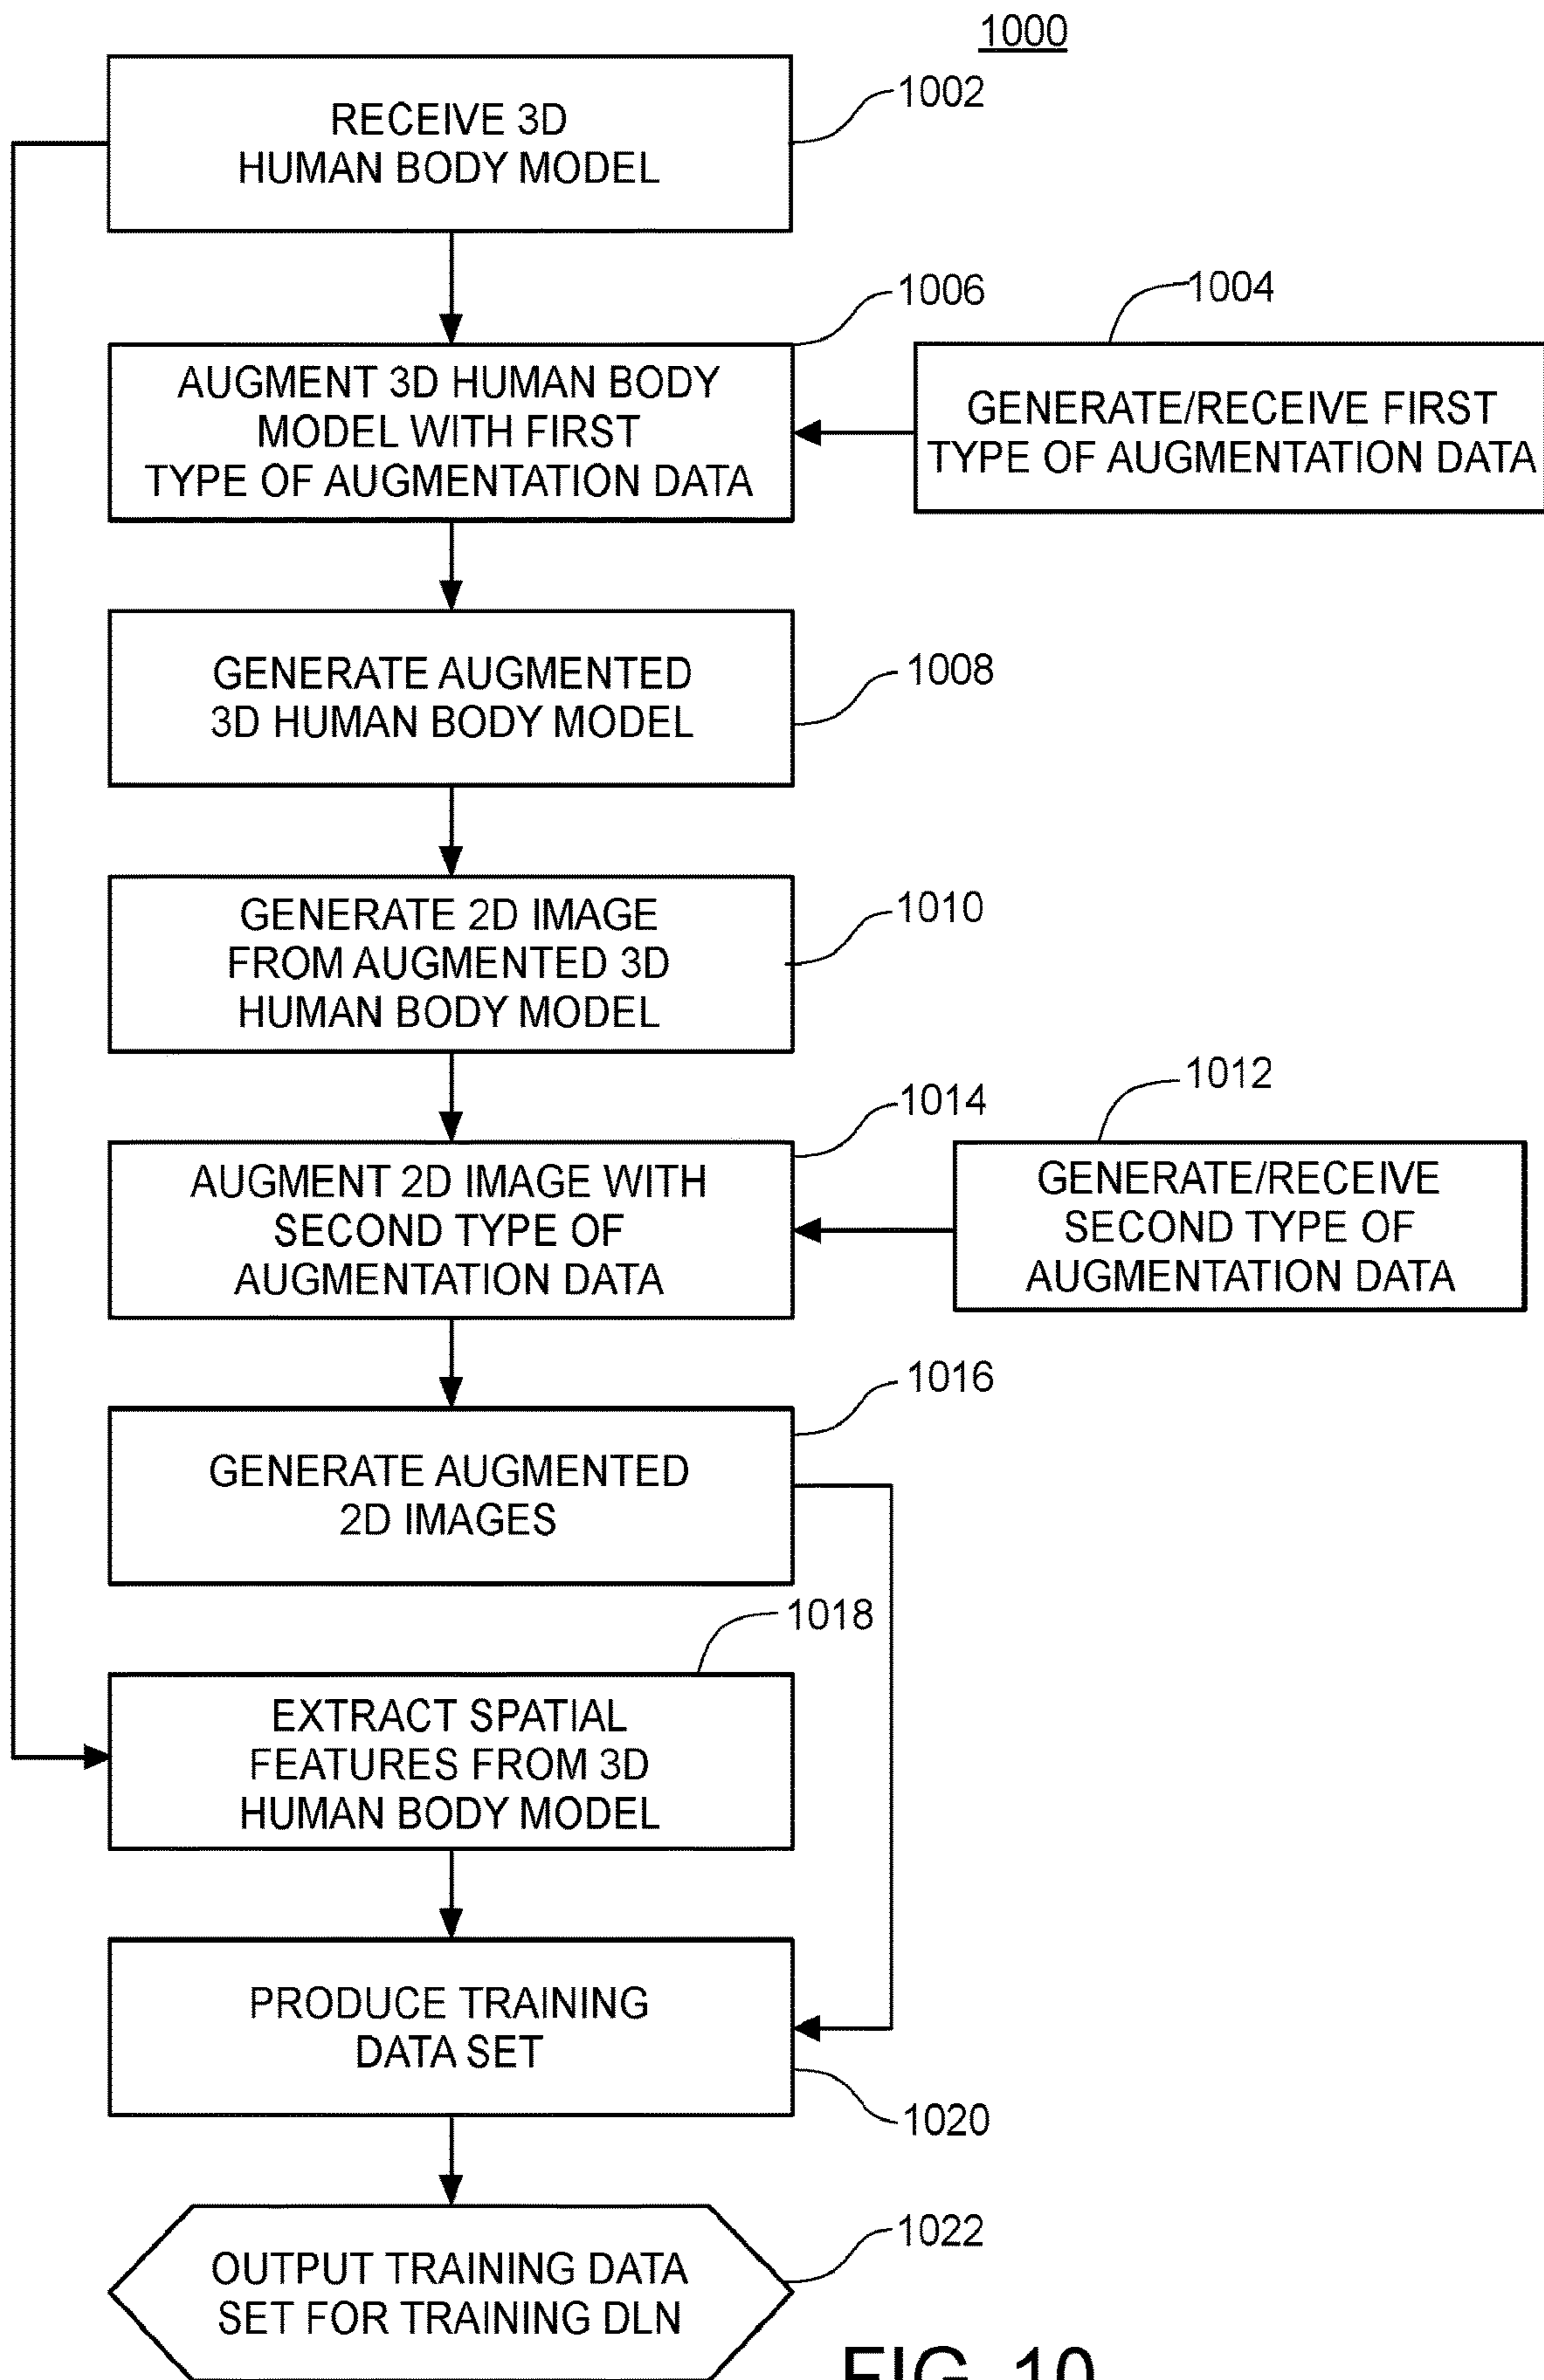 1000
RECEIVE 3D
HUMAN BODY MODEL
1002
1006
1004
AUGMENT 3D HUMAN BODY
MODEL WITH FIRST
TYPE OF AUGMENTATION DATA
GENERATE/RECEIVE FIRST
TYPE OF AUGMENTATION DATA
GENERATE AUGMENTED
3D HUMAN BODY MODEL
1008
GENERATE 2D IMAGE
FROM AUGMENTED 3D
HUMAN BODY MODEL
1010
1014
1012
AUGMENT 2D IMAGE WITH
SECOND TYPE OF
AUGMENTATION DATA
GENERATE/RECEIVE
SECOND TYPE OF
AUGMENTATION DATA
1016
GENERATE AUGMENTED
2D IMAGES
1018
EXTRACT SPATIAL
FEATURES FROM 3D
HUMAN BODY MODEL
PRODUCE TRAINING
DATA SET
1020
1022
OUTPUT TRAINING DATA
SET FOR TRAINING DLN
FIG. 10